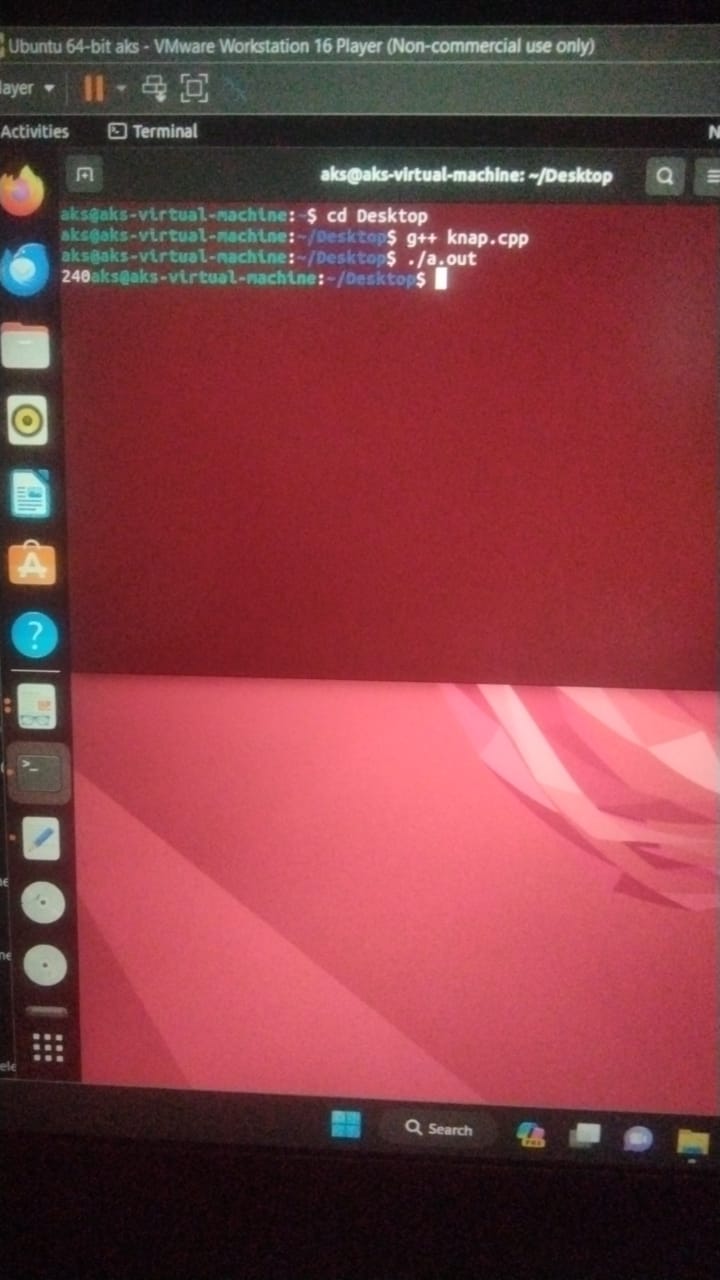 Ubuntu 64-bit aks - VMware Workstation 16 Player (Non-commercial use only)
layer
Activities
Terminal
N
aks@aks-virtual-machine: ~/Desktop
aks@aks-virtual-machine:~$ cd Desktop
aks@aks-virtual-machine:~/Desktop$ g++ knap.cpp
aks@aks-virtual-machine:~/Desktop$ ./a.out
240aks@aks-virtual-machine:~/Desktop$
Search